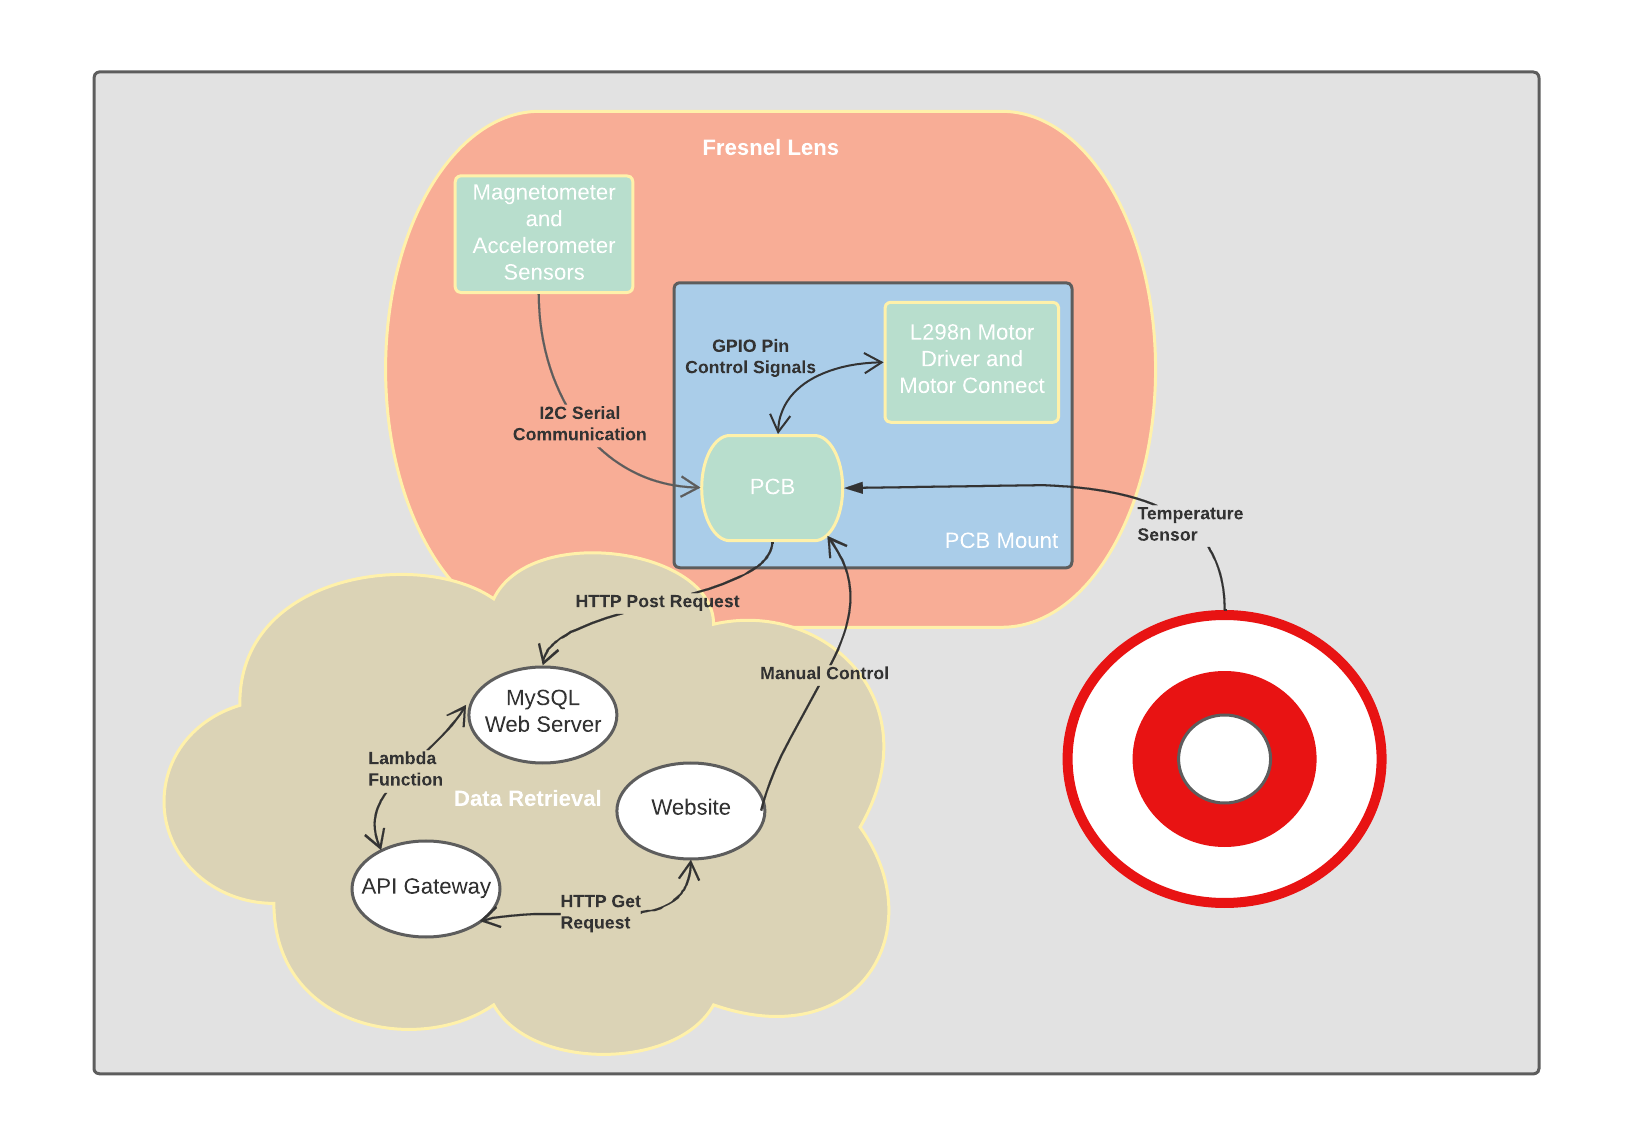 Fresnel Lens
Magnetometer
and
Accelerometer
Sensors
L298n Motor
Driver and
Motor Connect
GPIO Pin
Control Signals
I2C Serial
Communication
PCB
PCB Mount
Temperature
Sensor
HTTP Post Request
Manual Control
MySQL
Web Server
Lambda
Function
Data Retrieval
Website
API Gateway
HTTP Get
Request